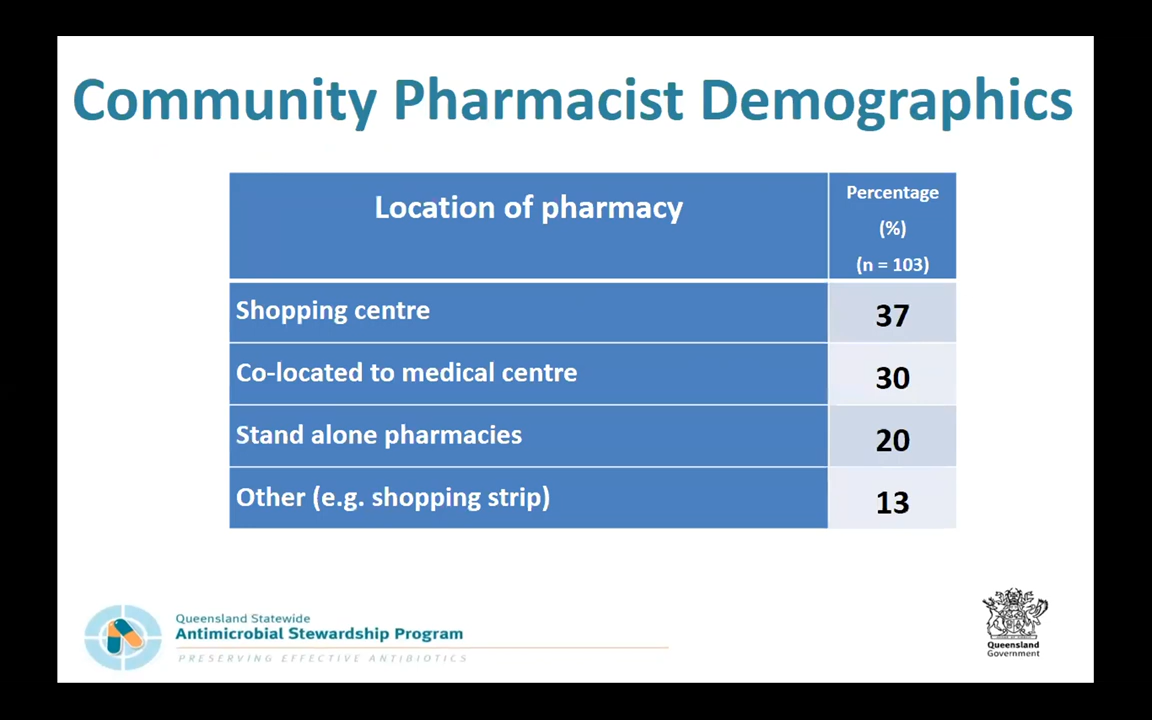 Community Pharmacist Demographics
Location of pharmacy
Percentage
(%)
(n = 103)
Shopping centre
37
Co-located to medical centre
30
Stand alone pharmacies
20
Other (e.g. shopping strip)
13
Queensland Statewide
Antimicrobial Stewardship Program
PRESERVING EFFECTIVE ANTIBIOTICS
Queensland
Government